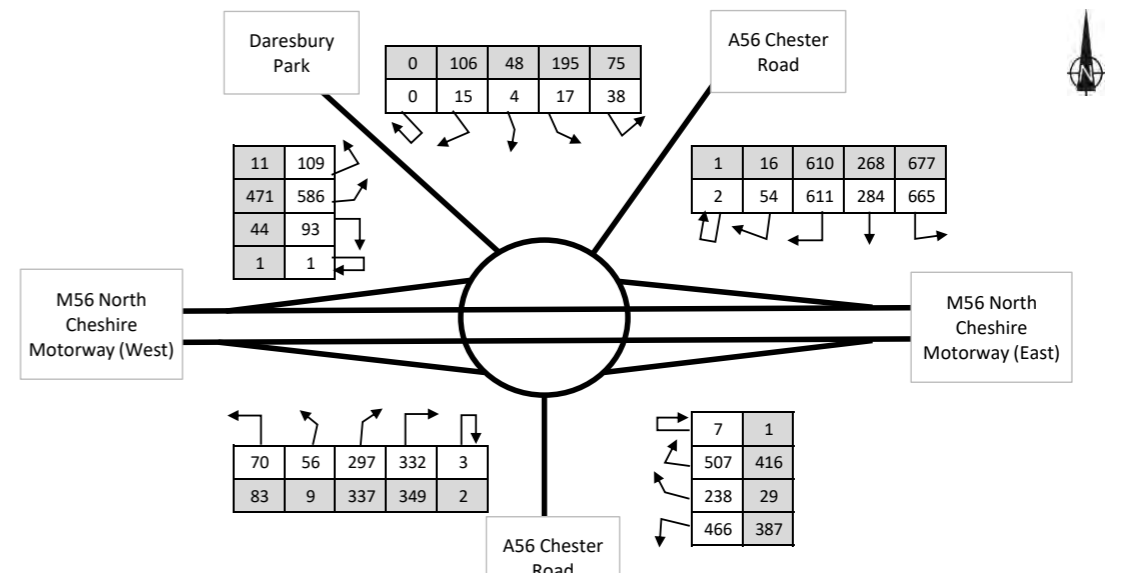 Daresbury
Park
0 106 48 195 75
0 15 4 17 38
A56 Chester
Road
N
11 109
471 586
44 93
1 1
1 16 610 268 677
2 54 611 284 665
M56 North
Cheshire
Motorway (West)
M56 North
Cheshire
Motorway (East)
70 56 297 332 3
83 9 337 349 2
7 1
507 416
238 29
466 387
A56 Chester
Road